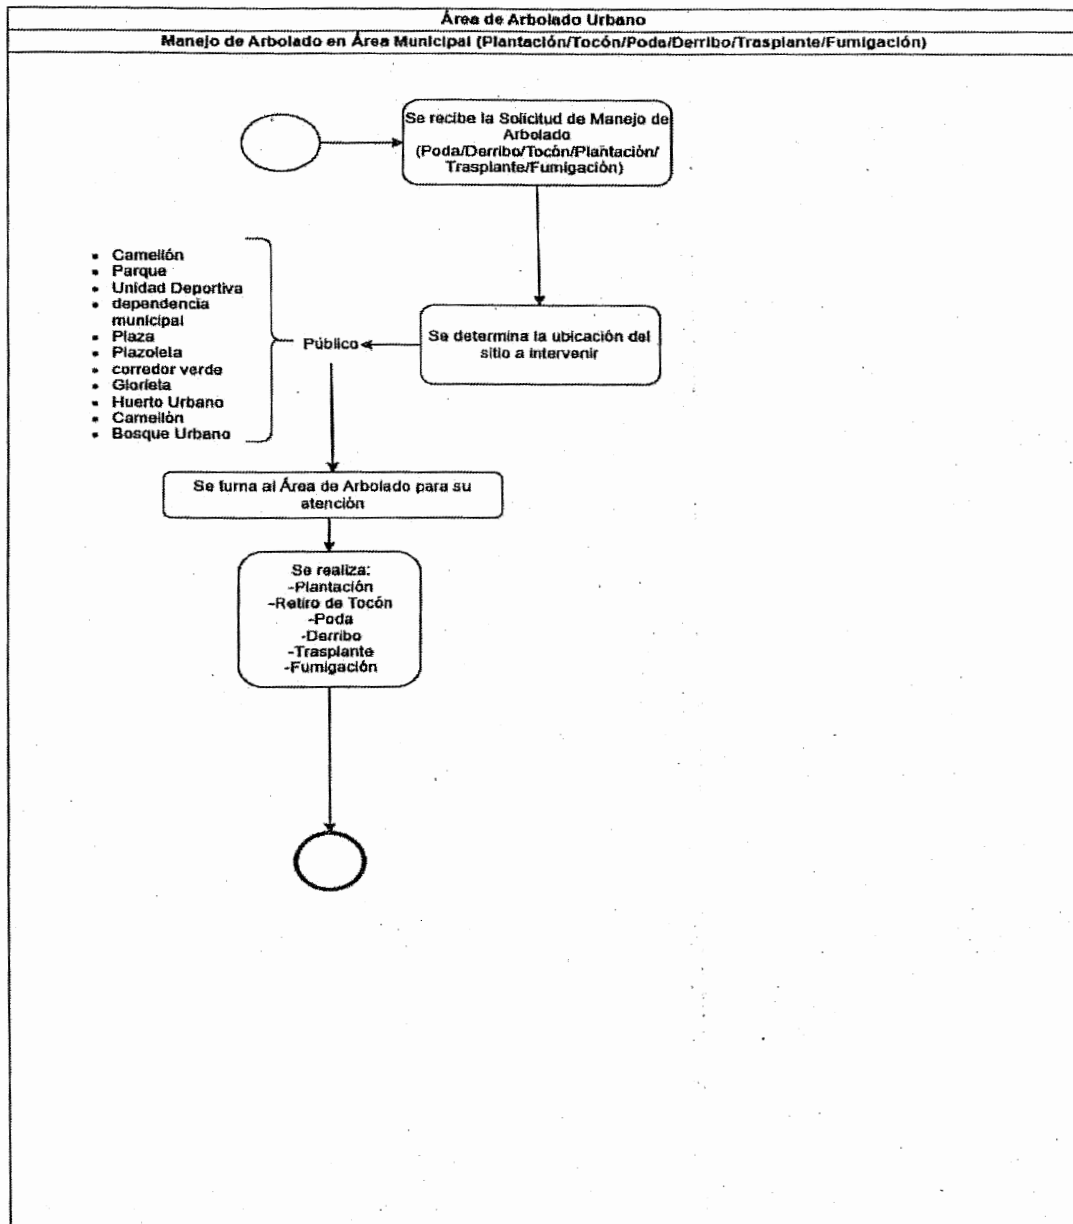 Área de Arbolado Urbano
Manejo de Arbolado en Área Municipal (Plantación/Tocón/Poda/Derribo/Trasplante/Fumigación)
Se recibe la Solicitud de Manejo de
Arbolado
(Poda/Derribo/Tocón/Plantación/
Trasplante/Fumigación)
• Camellón
• Parque
• Unidad Deportiva
• dependencia
municipal
• Plaza
• Plazoleta
• corredor verde
• Glorieta
• Huerto Urbano
• Camellón
• Bosque Urbano
Público
Se determina la ubicación del
sitio a intervenir
Se turna al Área de Arbolado para su
atención
Se realiza:
-Plantación
-Retiro de Tocón
-Poda
-Derribo
-Trasplante
-Fumigación